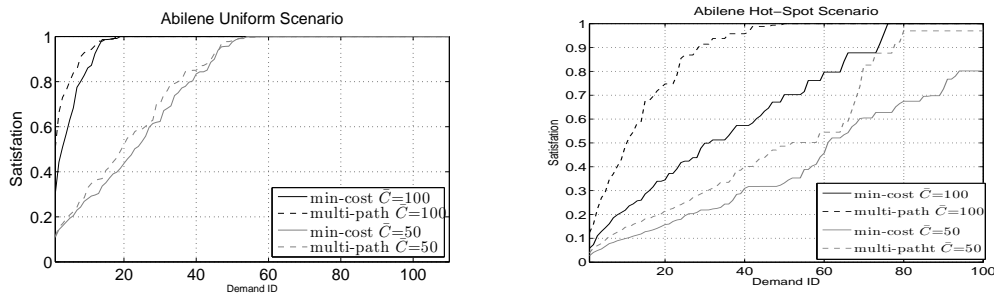 Abilene Uniform Scenario
1
0.8
0.6
0.4
0.2
0
Satisfation
20
40
60
80
100
Demand ID
min-cost C̄=100
multi-path C̄=100
min-cost C̄=50
multi-path C̄=50
Abilene Hot-Spot Scenario
1
0.9
0.8
0.7
0.6
0.5
0.4
0.3
0.2
0.1
0
Satisfation
20
40
60
80
100
Demand ID
min-cost C̄=100
multi-path C̄=100
min-cost C̄=50
multi-patht C̄=50